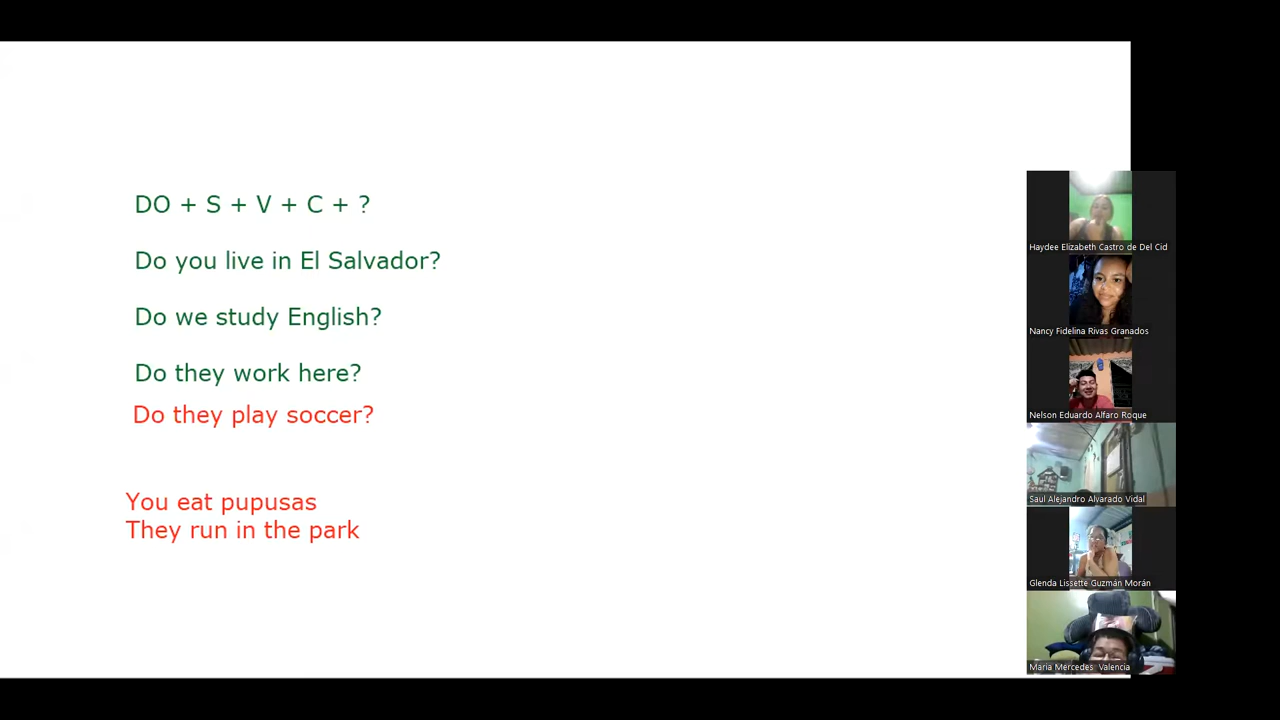 DO + S + V + C + ?
Do you live in El Salvador?
Do we study English?
Do they work here?
Do they play soccer?
You eat pupusas
They run in the park
Haydee Elizabeth Castro de Del Cid
Nancy Fidelina Rivas Granados
Nelson Eduardo Alfaro Roque
Saul Alejandro Alvarado Vidal
Glenda Lissette Guzmán Morán
Maria Mercedes Valencia